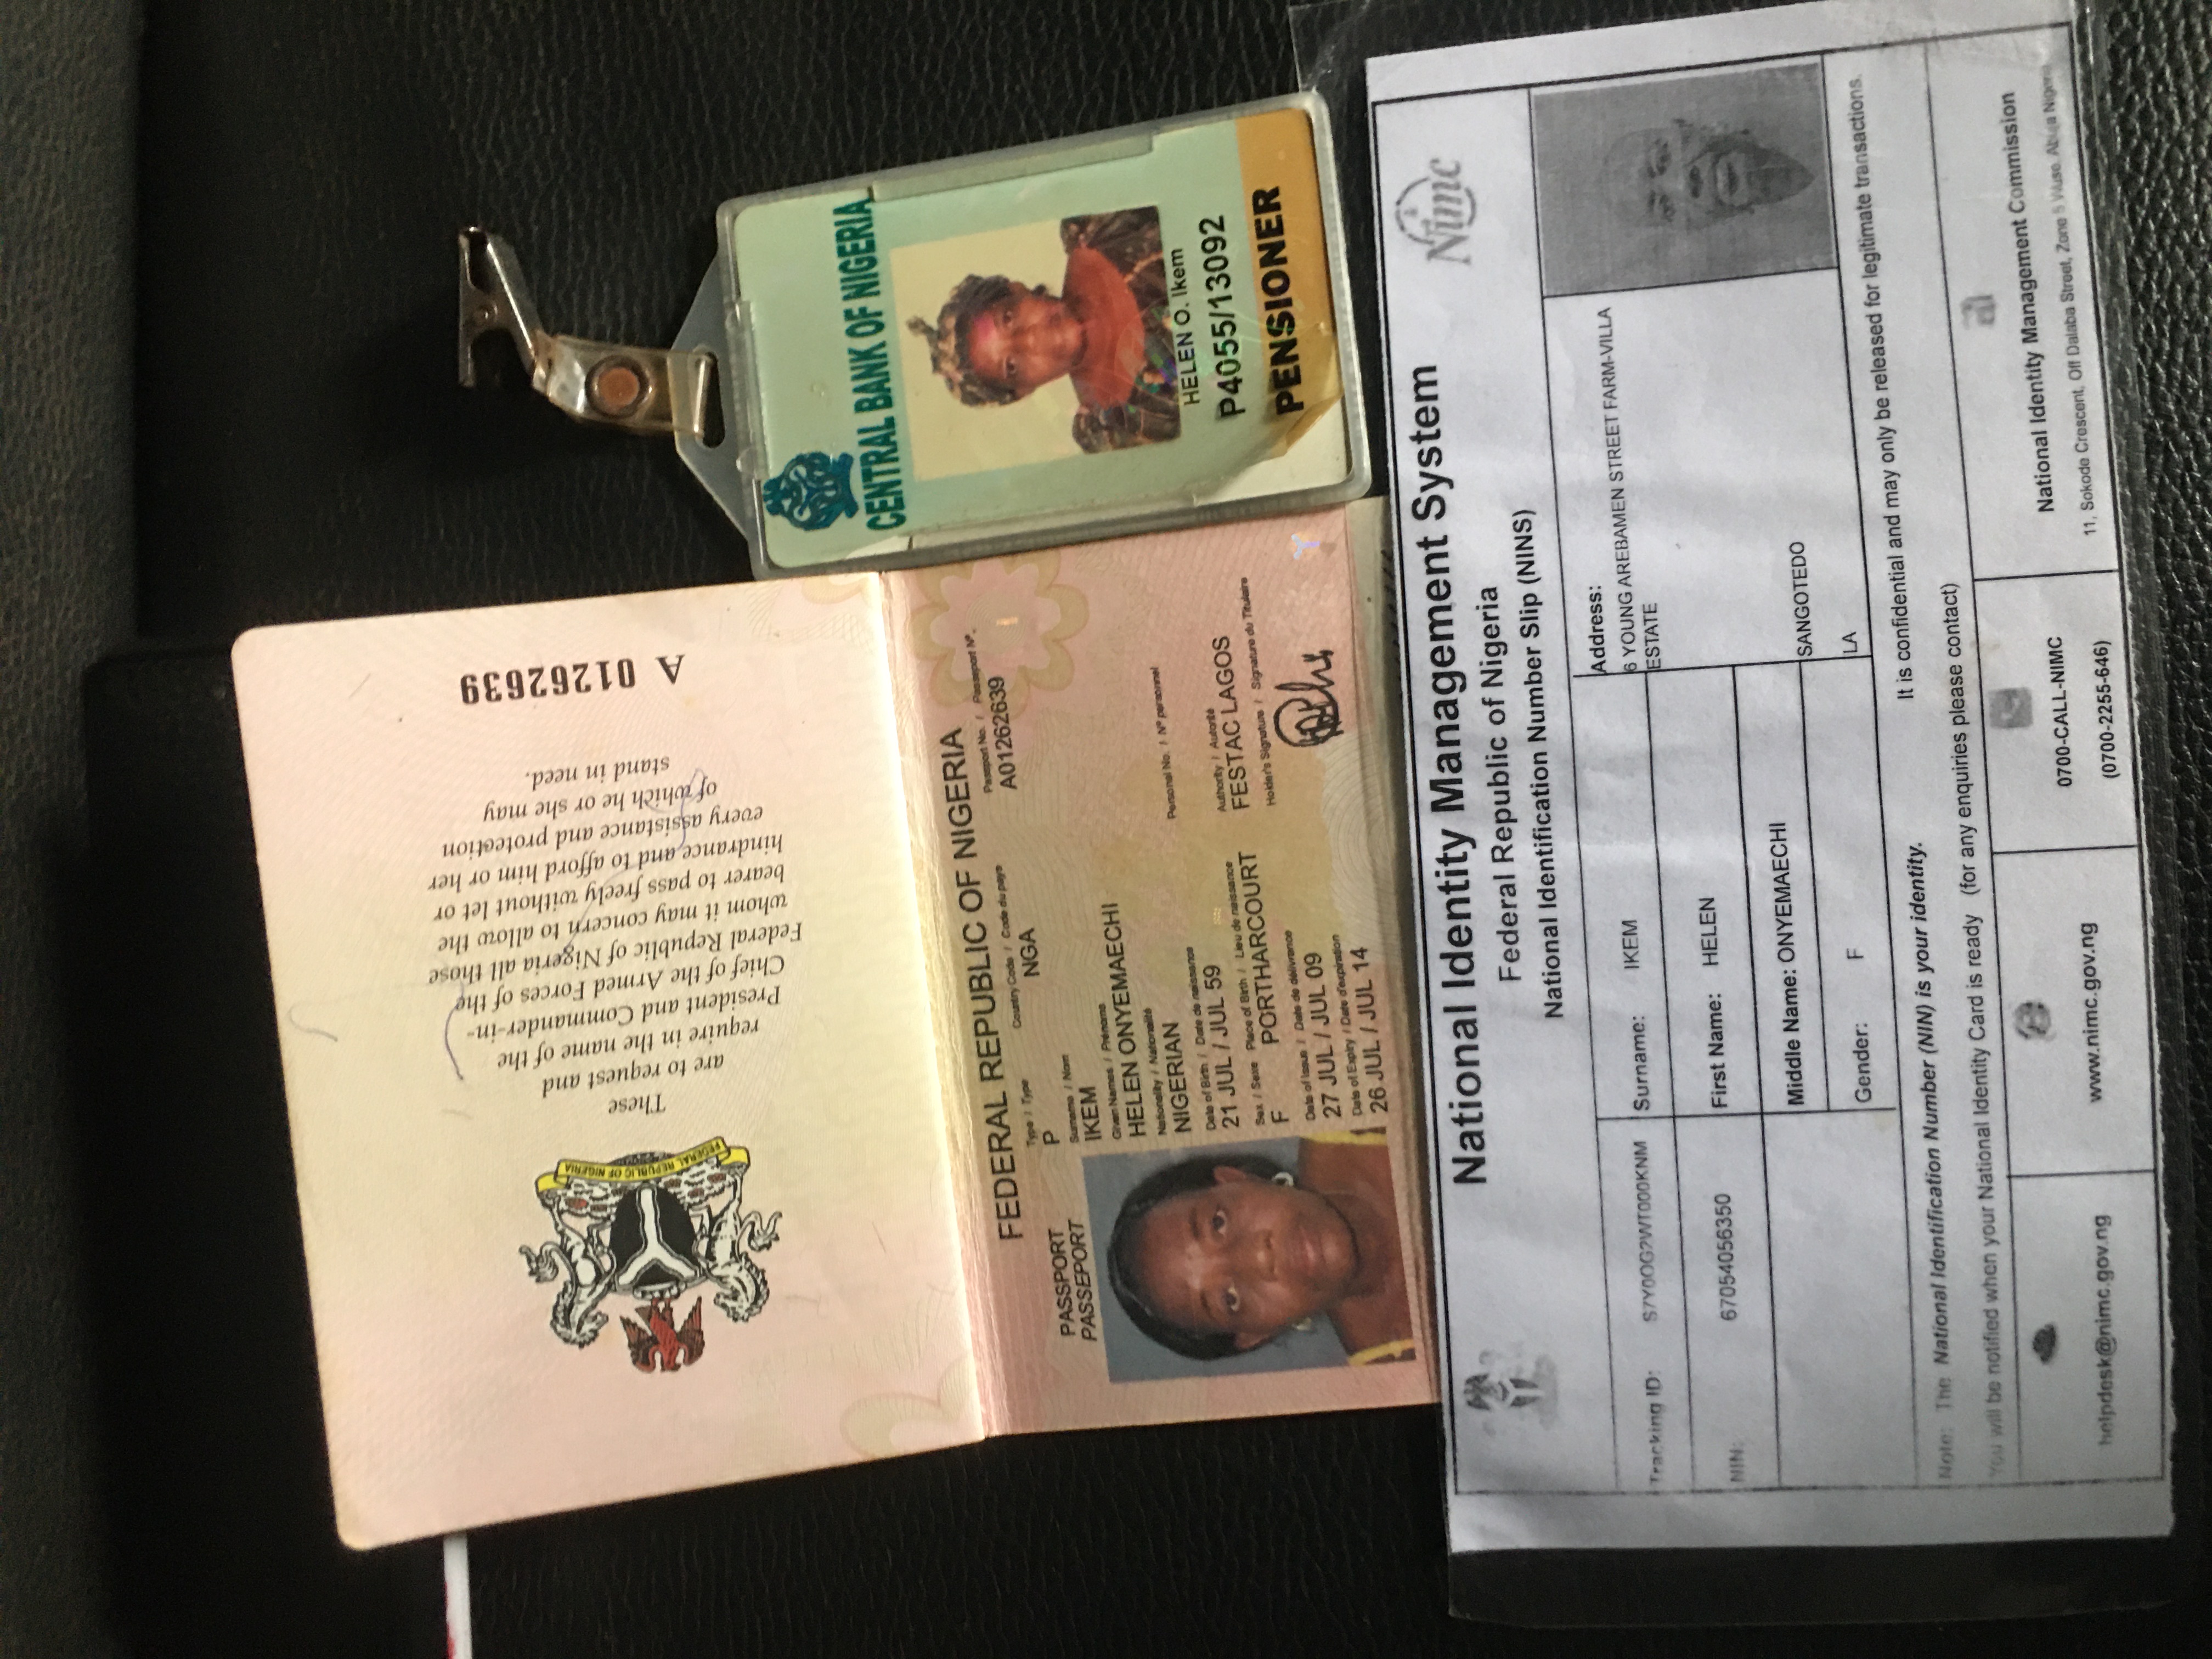 These
are to request and
require in the name of the
President and Commander-in-
Chief of the Armed Forces of the
Federal Republic of Nigeria all those
whom it may concern to allow the
bearer to pass freely without let or
hindrance and to afford him or her
every assistance and protection
of which he or she may
stand in need.
FEDERAL REPUBLIC OF NIGERIA
A 01262639
FEDERAL REPUBLIC OF NIGERIA
PASSPORT
PASSEPORT
Type / Type
P
Country Code / Code du pays
NGA
Passport No. / Passeport Nº.
A01262639
Surname / Nom
IKEM
Given Names / Prénoms
HELEN ONYEMAECHI
Nationality / Nationalité
NIGERIAN
Personal No. / Nº personnel
Date of Birth / Date de naissance
21 JUL / JUL 59
Sex / Sexe Place of Birth / Lieu de naissance
F PORTHARCOURT
Authority / Autorité
FESTAC LAGOS
Date of Issue / Date de délivrance
27 JUL / JUL 09
Holder's Signature / Signature du Titulaire
Date of Expiry / Date d'expiration
26 JUL / JUL 14
CENTRAL BANK OF NIGERIA
HELEN O. Ikem
P4055/13092
PENSIONER
National Identity Management System
Federal Republic of Nigeria
National Identification Number Slip (NINS)
Nimc
Tracking ID: S7Y0OG2WT000KNM
Surname: IKEM
Address:
6 YOUNG AREBAMEN STREET FARM-VILLA
ESTATE
NIN: 67054056350
First Name: HELEN
Middle Name: ONYEMAECHI
SANGOTEDO
Gender: F
LA
Note: The National Identification Number (NIN) is your identity. It is confidential and may only be released for legitimate transactions.
You will be notified when your National Identity Card is ready (for any enquiries please contact)
helpdesk@nimc.gov.ng
www.nimc.gov.ng
0700-CALL-NIMC
(0700-2255-646)
National Identity Management Commission
11, Sokode Crescent, Off Dalaba Street, Zone 5 Wuse, Abuja Nigeria